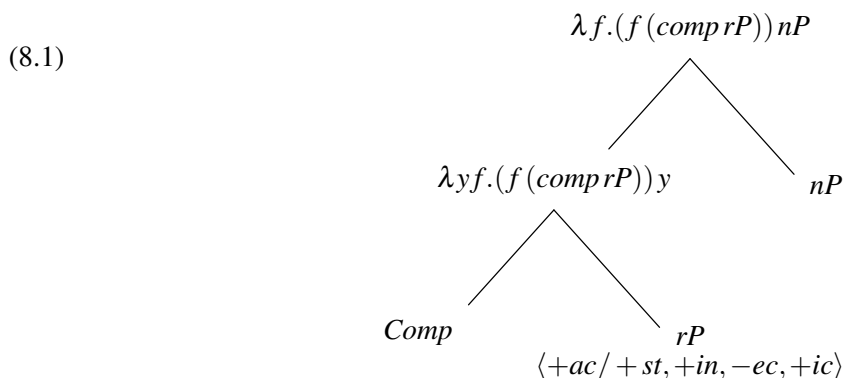 λf.(f(comp rP))nP
(8.1)
λyf.(f(comp rP))y
nP
Comp
rP
⟨+ac/+st,+in,−ec,+ic⟩